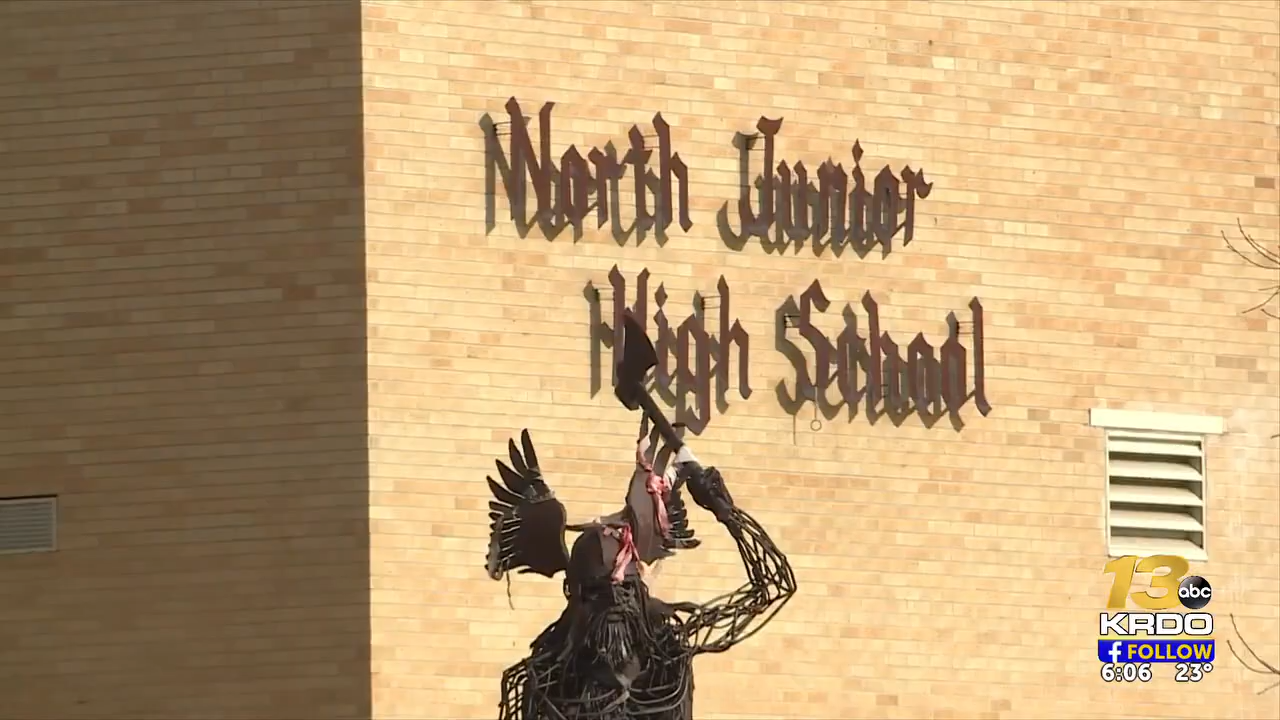 North Junior
High School
13 abc
KRDO
f FOLLOW
6:06 23°